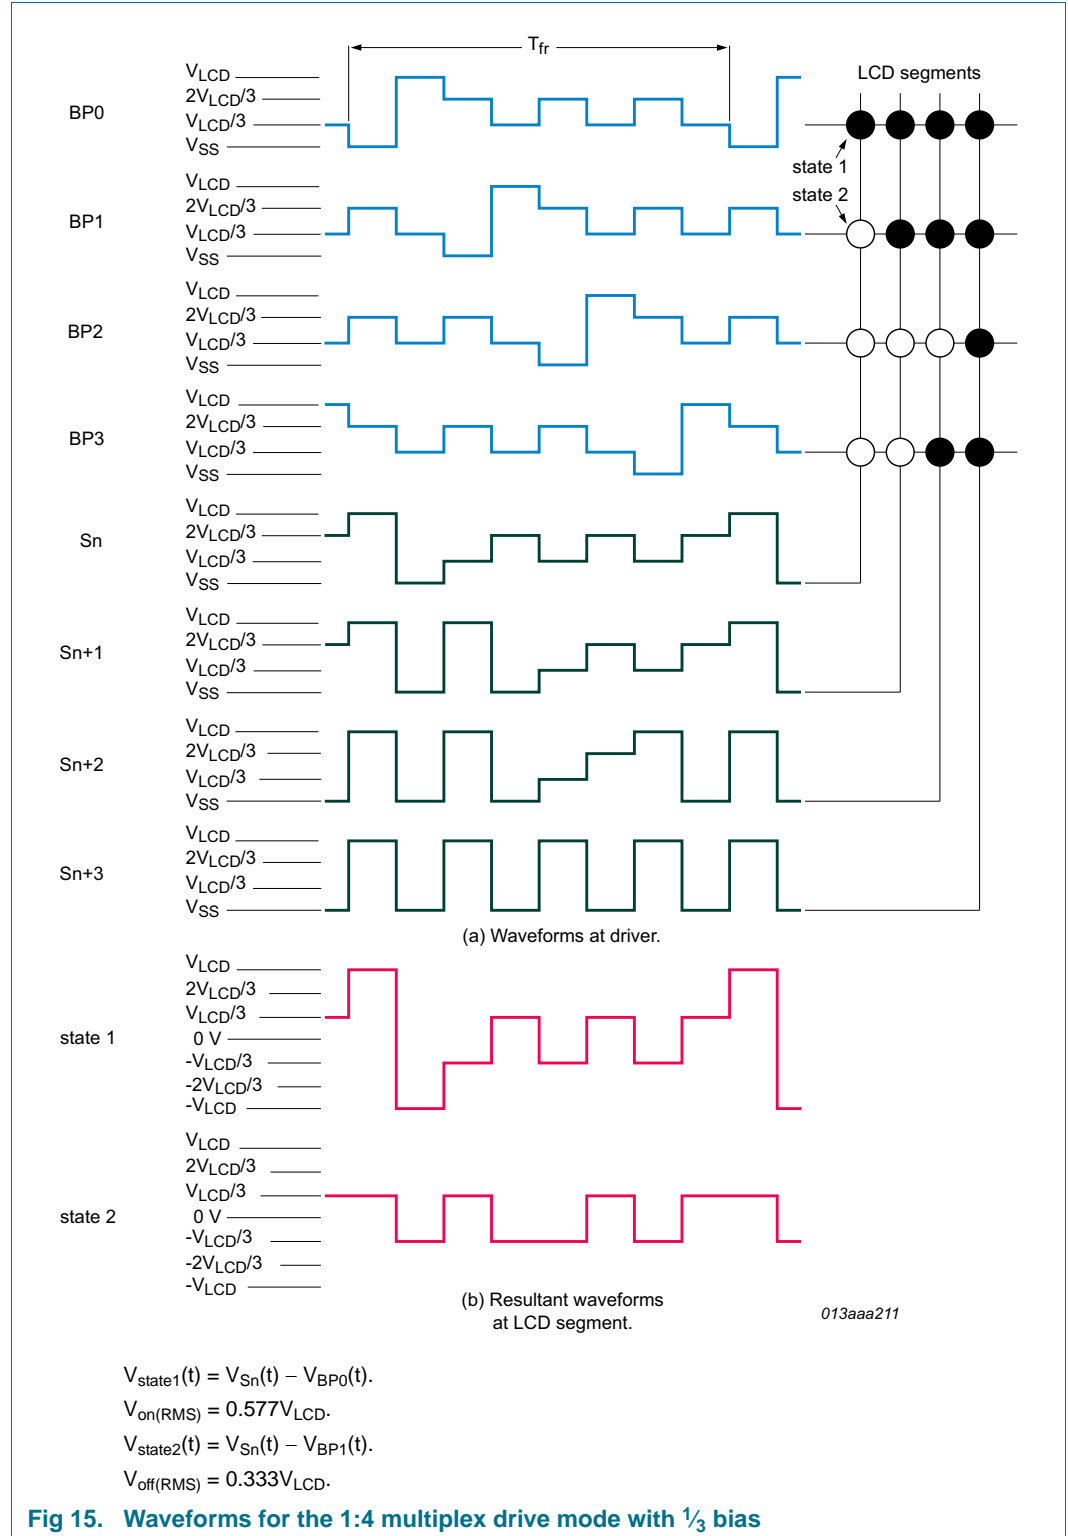 Tfr
LCD segments
BP0
VLCD
2VLCD/3
VLCD/3
VSS
state 1
state 2
BP1
VLCD
2VLCD/3
VLCD/3
VSS
BP2
VLCD
2VLCD/3
VLCD/3
VSS
BP3
VLCD
2VLCD/3
VLCD/3
VSS
Sn
VLCD
2VLCD/3
VLCD/3
VSS
Sn+1
VLCD
2VLCD/3
VLCD/3
VSS
Sn+2
VLCD
2VLCD/3
VLCD/3
VSS
Sn+3
VLCD
2VLCD/3
VLCD/3
VSS
(a) Waveforms at driver.
state 1
VLCD
2VLCD/3
VLCD/3
0 V
-VLCD/3
-2VLCD/3
-VLCD
state 2
VLCD
2VLCD/3
VLCD/3
0 V
-VLCD/3
-2VLCD/3
-VLCD
(b) Resultant waveforms
at LCD segment.
013aaa211
Vstate1(t) = VSn(t) − VBP0(t).
Von(RMS) = 0.577VLCD.
Vstate2(t) = VSn(t) − VBP1(t).
Voff(RMS) = 0.333VLCD.
Fig 15. Waveforms for the 1:4 multiplex drive mode with 1⁄3 bias